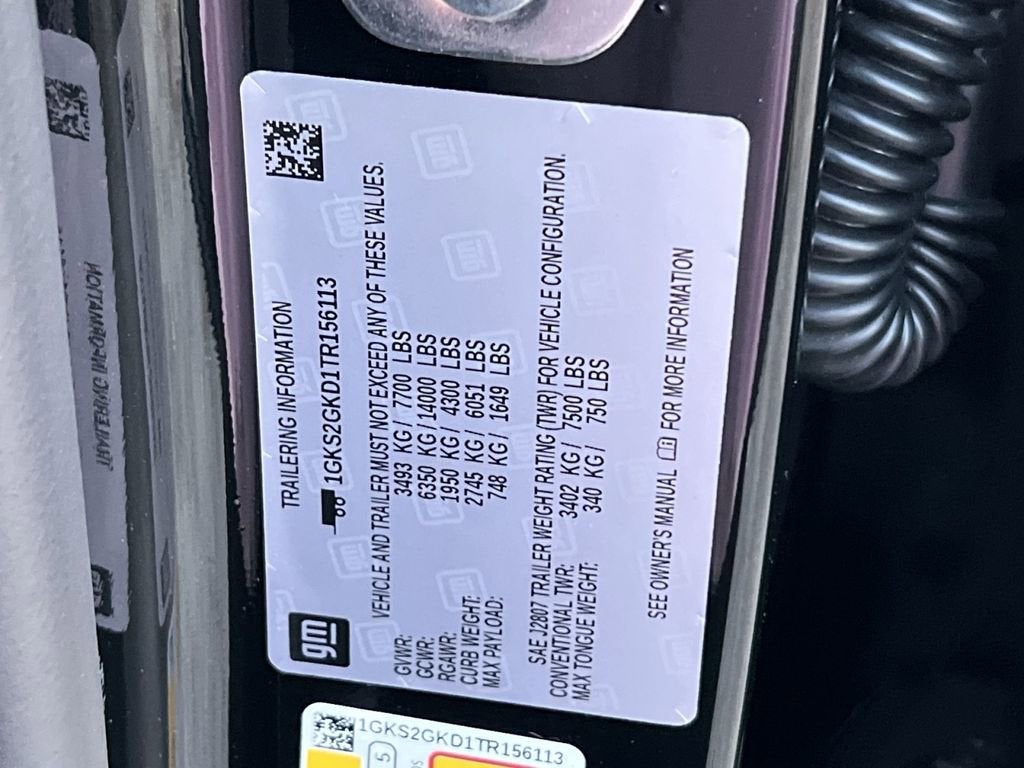 gm
TRAILERING INFORMATION
1GKS2GKD1TR156113
VEHICLE AND TRAILER MUST NOT EXCEED ANY OF THESE VALUES.
GVWR: 3493 KG / 7700 LBS
GCWR: 6350 KG / 14000 LBS
RGAWR: 1950 KG / 4300 LBS
CURB WEIGHT: 2745 KG / 6051 LBS
MAX PAYLOAD: 748 KG / 1649 LBS
SAE J2807 TRAILER WEIGHT RATING (TWR) FOR VEHICLE CONFIGURATION.
CONVENTIONAL TWR: 3402 KG / 7500 LBS
MAX TONGUE WEIGHT: 340 KG / 750 LBS
SEE OWNER'S MANUAL FOR MORE INFORMATION
1GKS2GKD1TR156113
5
TRAILERING INFORMATION